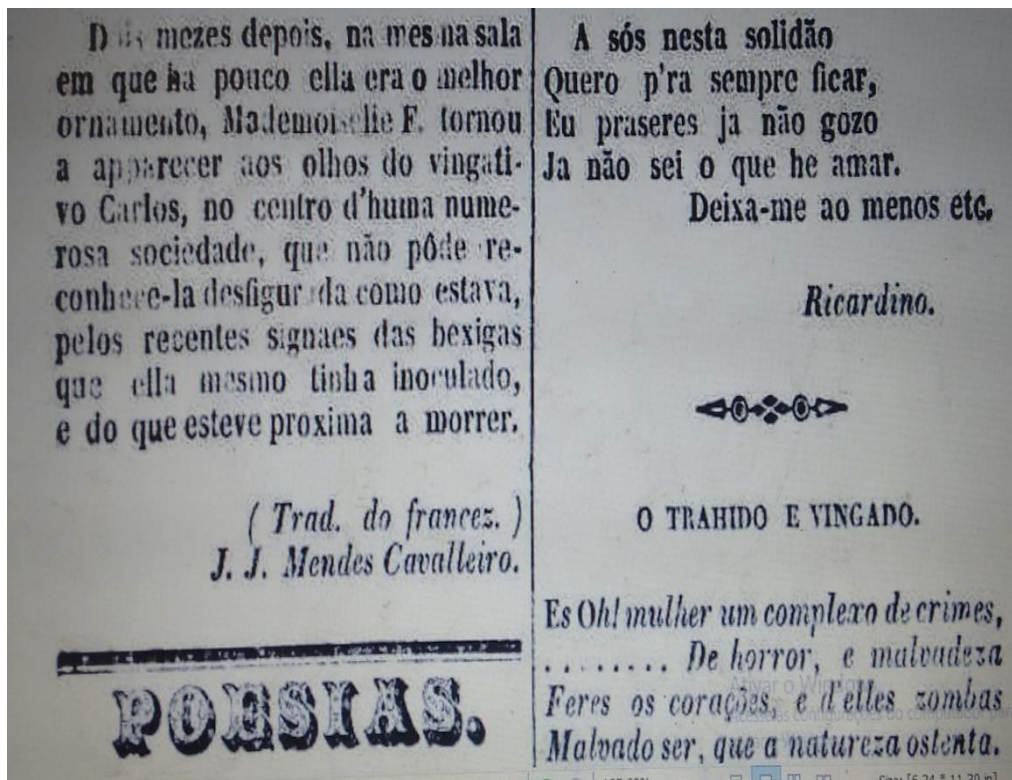 Dois mezes depois, na mesma sala
em que ha pouco ella era o melhor
ornamento, Mademoiselle F. tornou
a apparecer aos olhos do vingati-
vo Carlos, no centro d'huma nume-
rosa sociedade, que não pôde re-
conhece-la desfigurada como estava,
pelos recentes signaes das bexigas
que ella mesmo tinha inoculado,
e do que esteve proxima a morrer.
( Trad. do francez. )
J. J. Mendes Cavalleiro.
POESIAS.
A sós nesta solidão
Quero p'ra sempre ficar,
Eu praseres ja não gozo
Ja não sei o que he amar.
Deixa-me ao menos etc.
Ricardino.
O TRAHIDO E VINGADO.
Es Oh! mulher um complexo de crimes,
........ De horror, e malvadeza
Feres os corações, e d'elles zombas
Malvado ser, que a natureza ostenta.
Ativar o Windows